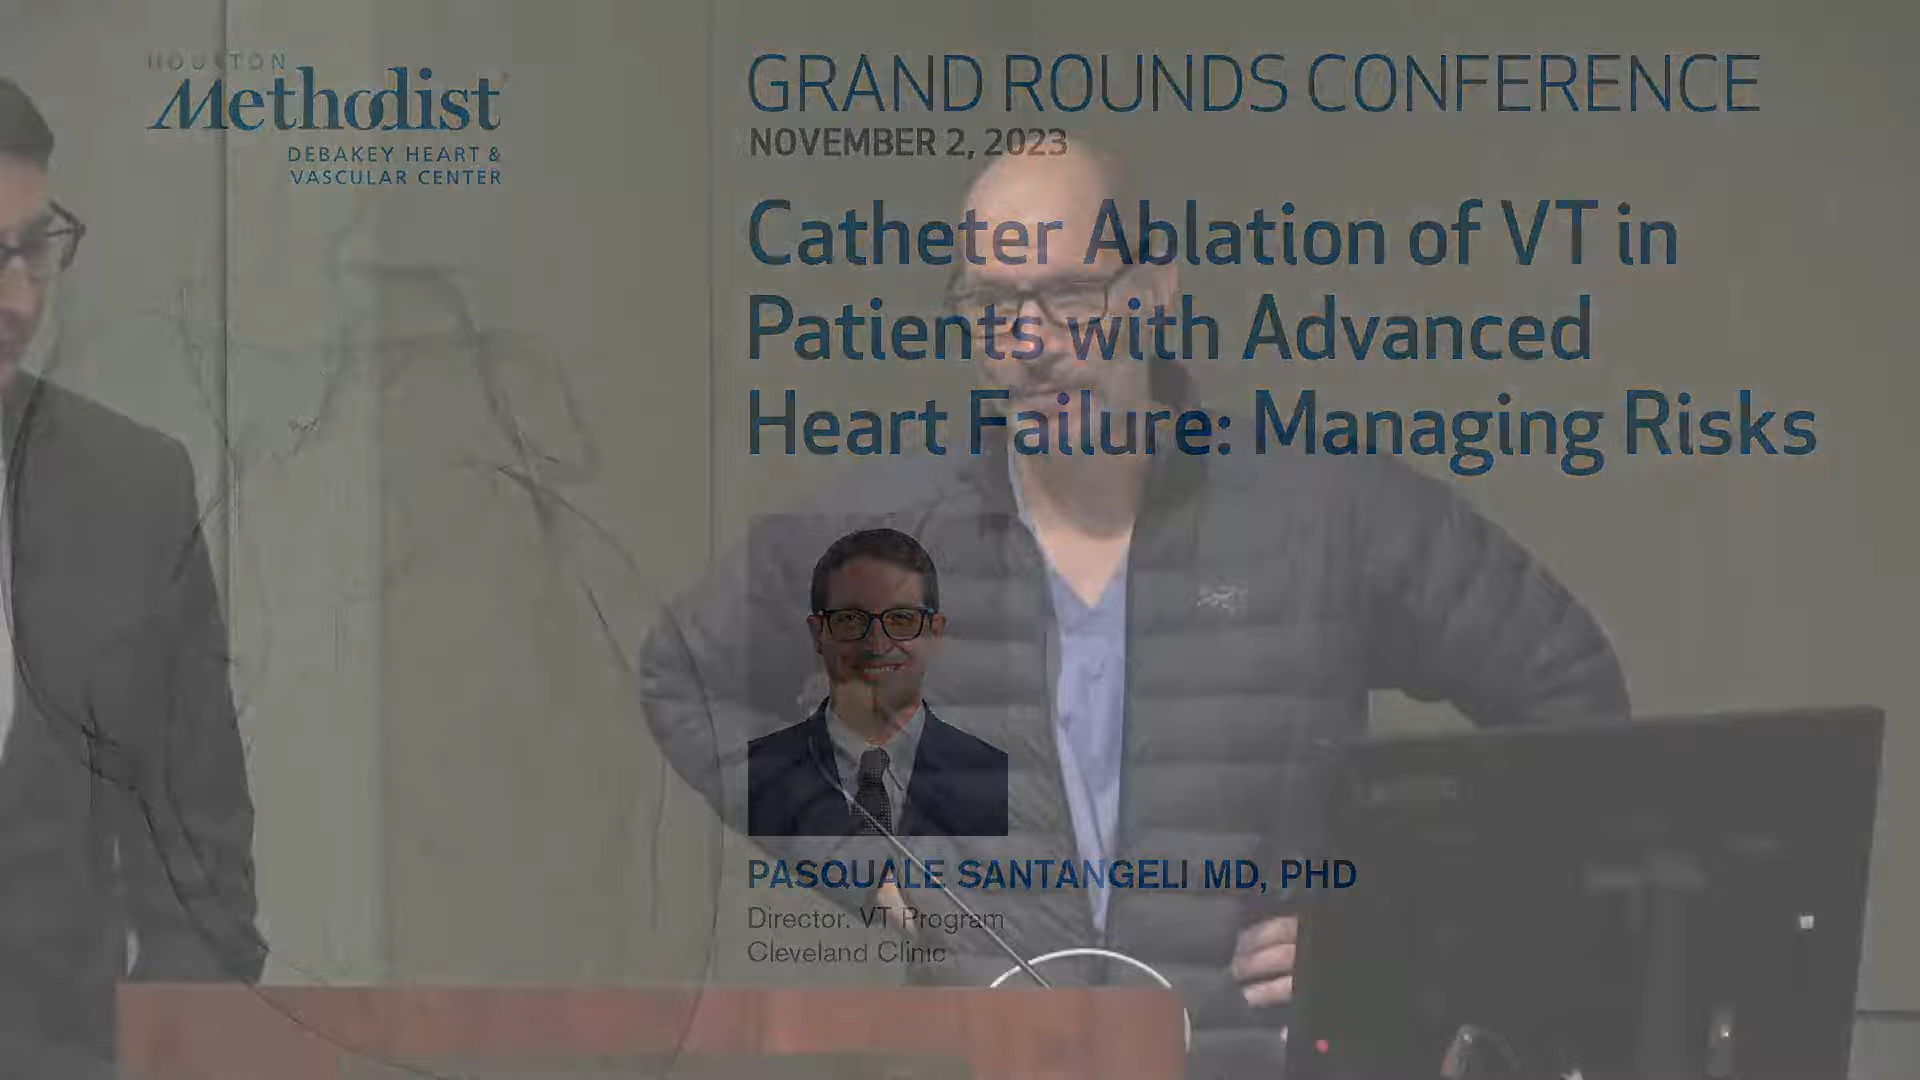 HOUSTON
Methodist
DEBAKEY HEART &
VASCULAR CENTER
GRAND ROUNDS CONFERENCE
NOVEMBER 2, 2023
Catheter Ablation of VT in
Patients with Advanced
Heart Failure: Managing Risks
PASQUALE SANTANGELI MD, PHD
Director. VT Program
Cleveland Clinic